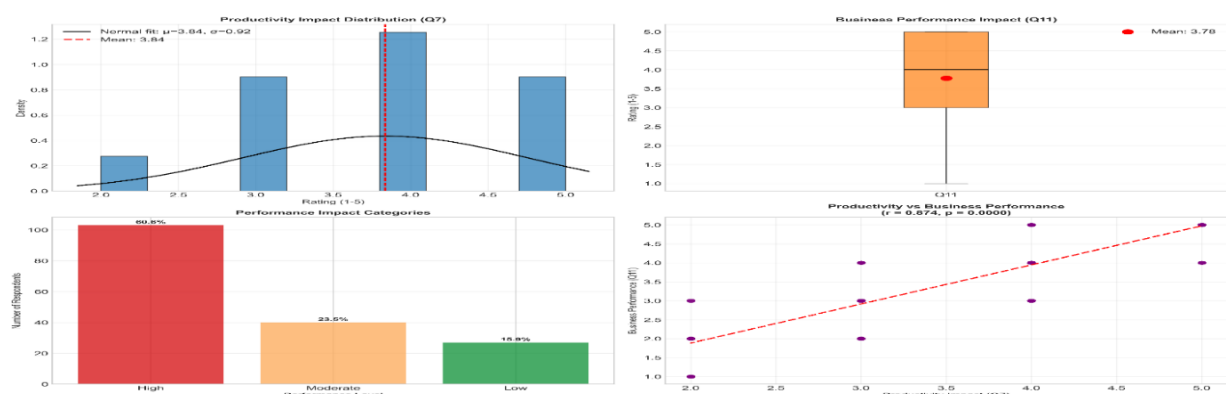 Productivity Impact Distribution (Q7)
Normal fit: μ=3.84, σ=0.92
Mean: 3.84
Density
1.2
1.0
0.8
0.6
0.4
0.2
0.0
2.0 2.5 3.0 3.5 4.0 4.5 5.0
Rating (1-5)
Business Performance Impact (Q11)
Mean: 3.78
Rating (1-5)
5.0
4.5
4.0
3.5
3.0
2.5
2.0
1.5
1.0
Q11
Performance Impact Categories
Number of Respondents
100
80
60
40
20
0
60.6%
23.5%
15.9%
High Moderate Low
Performance Level
Productivity vs Business Performance
(r = 0.874, p = 0.0000)
Business Performance (Q11)
5.0
4.5
4.0
3.5
3.0
2.5
2.0
1.5
1.0
2.0 2.5 3.0 3.5 4.0 4.5 5.0
Productivity Impact (Q7)